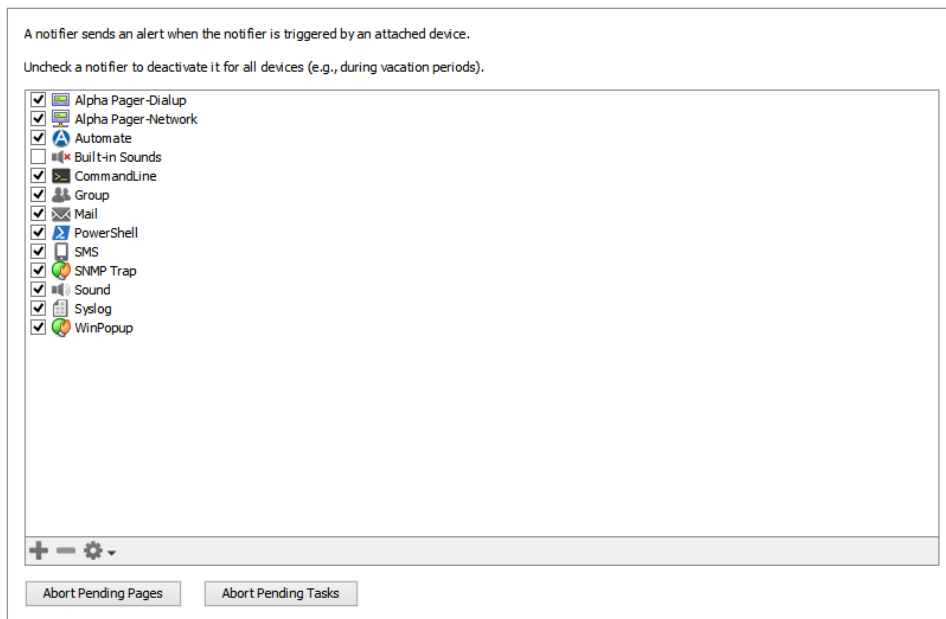 A notifier sends an alert when the notifier is triggered by an attached device.
Uncheck a notifier to deactivate it for all devices (e.g., during vacation periods).
Alpha Pager-Dialup
Alpha Pager-Network
Automate
Built-in Sounds
CommandLine
Group
Mail
PowerShell
SMS
SNMP Trap
Sound
Syslog
WinPopup
Abort Pending Pages
Abort Pending Tasks